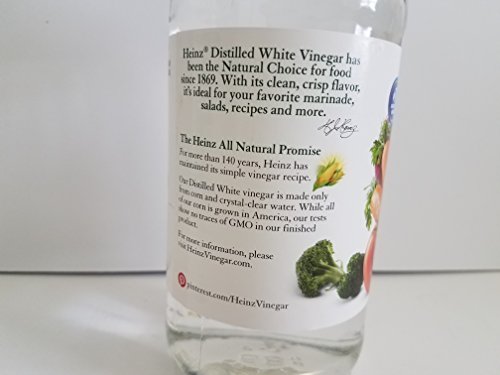 Heinz® Distilled White Vinegar has
been the Natural Choice for food
since 1869. With its clean, crisp flavor,
it's ideal for your favorite marinade,
salads, recipes and more.
The Heinz All Natural Promise
For more than 140 years, Heinz has
maintained its simple vinegar recipe.
Our Distilled White vinegar is made only
from corn and crystal-clear water. While all
of our corn is grown in America, our tests
show no traces of GMO in our finished
product.
For more information, please
visit HeinzVinegar.com.
pinterest.com/HeinzVinegar